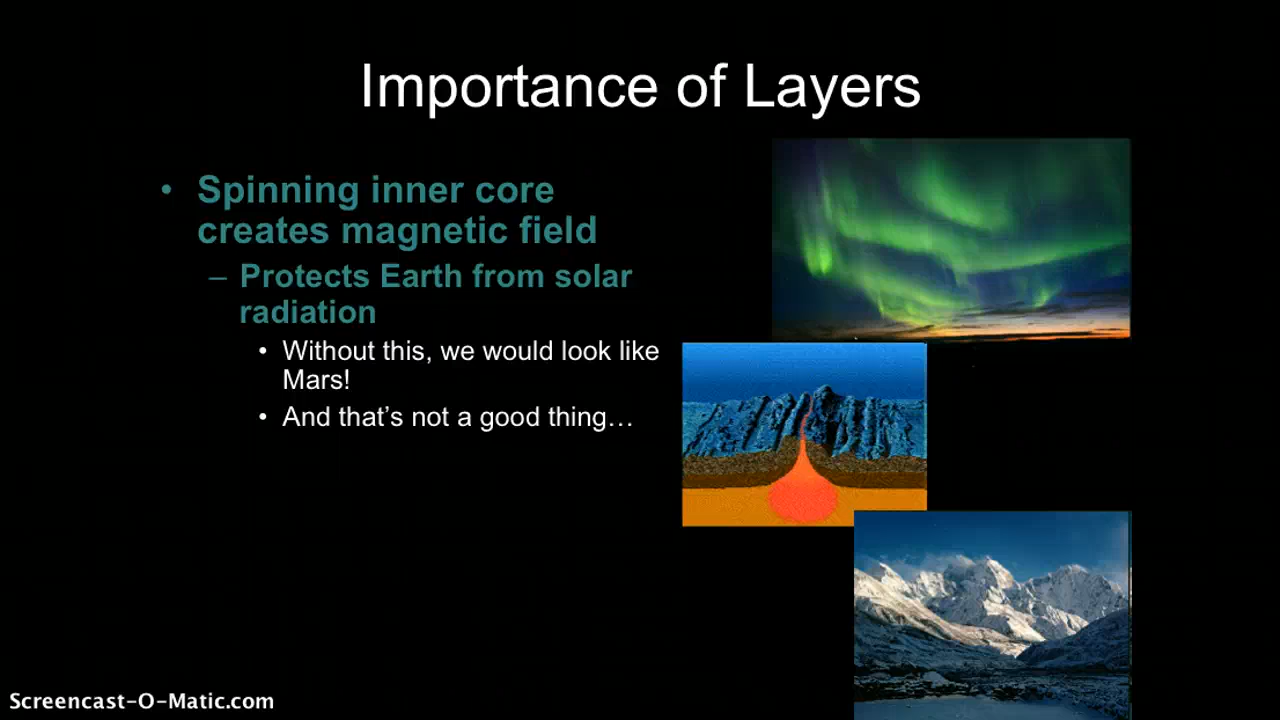 Importance of Layers
• Spinning inner core
creates magnetic field
– Protects Earth from solar
radiation
• Without this, we would look like
Mars!
• And that’s not a good thing…
Screencast-O-Matic.com